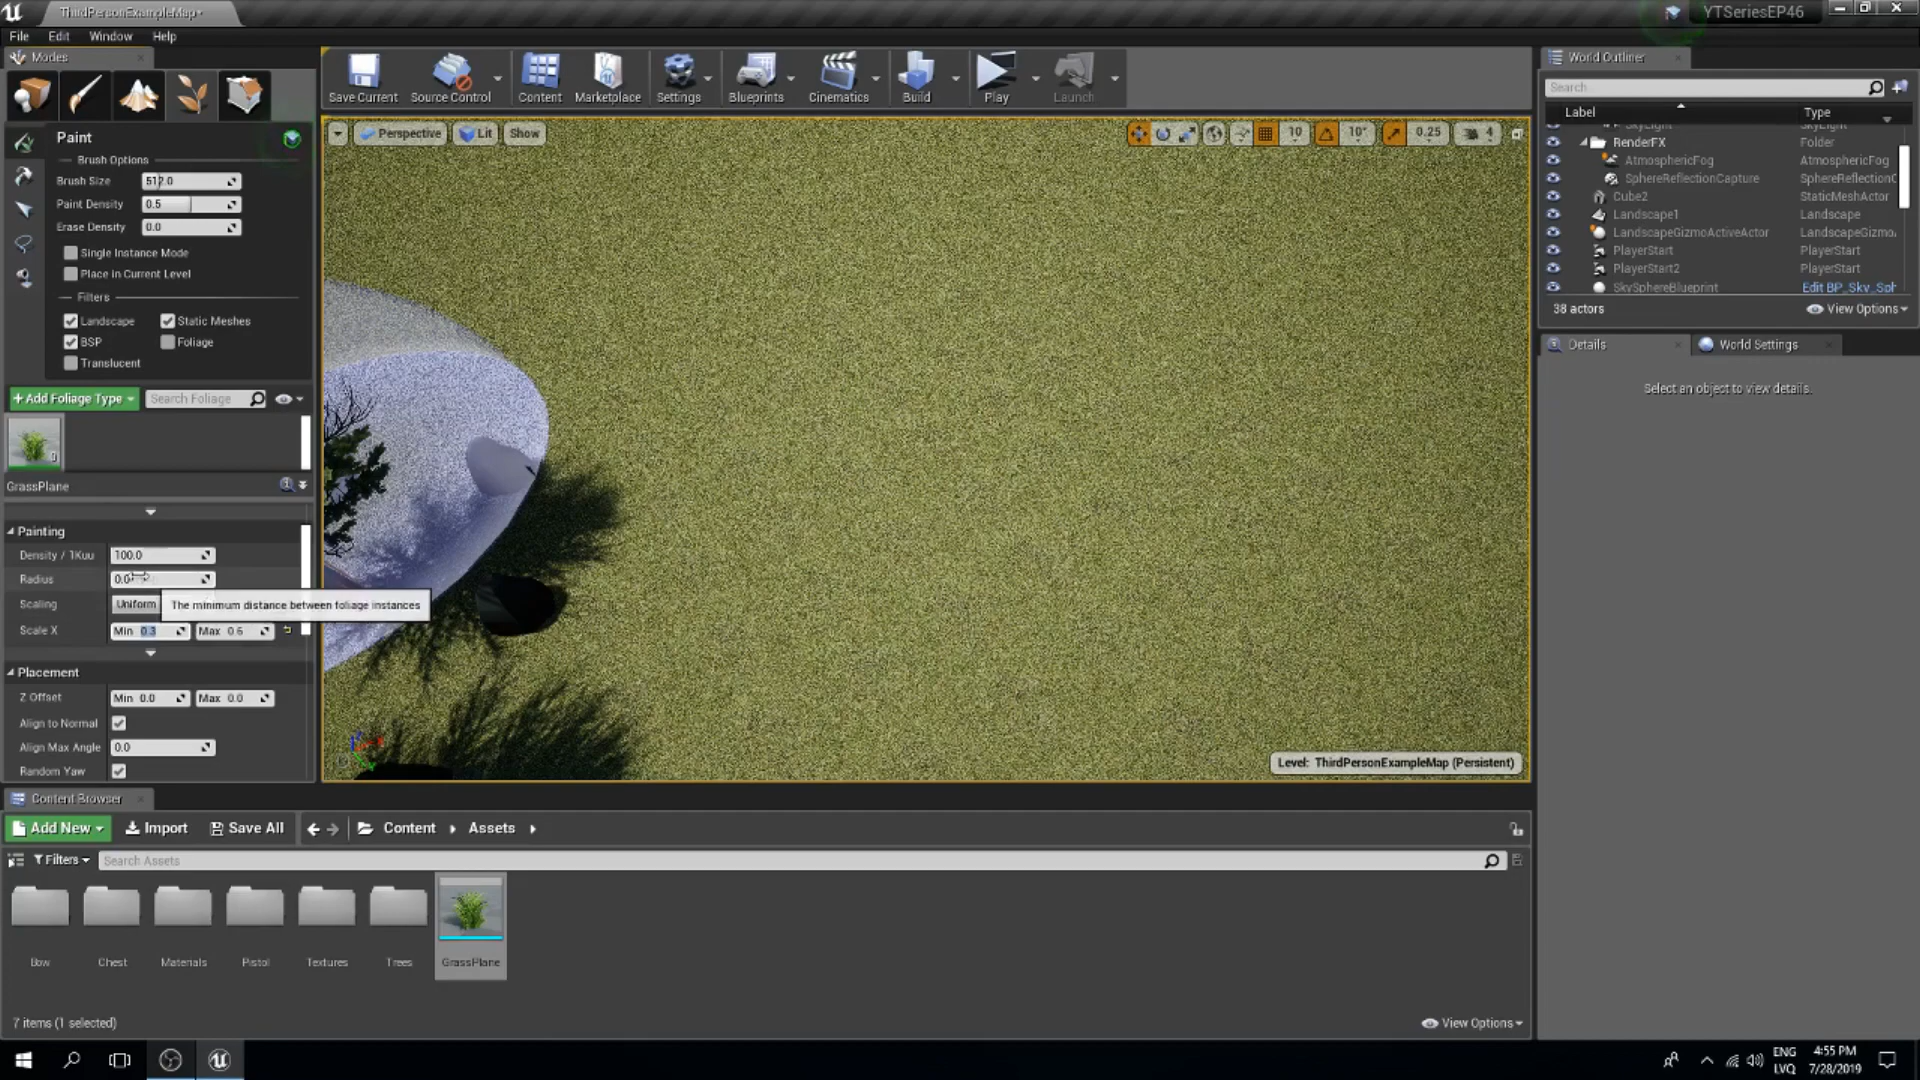 ThirdPersonExampleMap*
YTSeriesEP46
File Edit Window Help
Modes
Save Current
Source Control
Content
Marketplace
Settings
Blueprints
Cinematics
Build
Play
Launch
World Outliner
Search
Label Type
SkyLight SkyLight
RenderFX Folder
AtmosphericFog AtmosphericFog
SphereReflectionCapture SphereReflectionC
Cube2 StaticMeshActor
Landscape1 Landscape
LandscapeGizmoActiveActor LandscapeGizmo
PlayerStart PlayerStart
PlayerStart2 PlayerStart
SkySphereBlueprint Edit BP_Sky_Sph
38 actors View Options
Details World Settings
Select an object to view details.
Paint
Brush Options
Brush Size 512.0
Paint Density 0.5
Erase Density 0.0
Single Instance Mode
Place in Current Level
Filters
Landscape Static Meshes
BSP Foliage
Translucent
+ Add Foliage Type Search Foliage
0
GrassPlane
Painting
Density / 1Kuu 100.0
Radius 0.0
The minimum distance between foliage instances
Scaling Uniform
Scale X Min 0.3 Max 0.6
Placement
Z Offset Min 0.0 Max 0.0
Align to Normal
Align Max Angle 0.0
Random Yaw
Perspective Lit Show
10 10° 0.25 4
Level: ThirdPersonExampleMap (Persistent)
Content Browser
Add New Import Save All Content Assets
Filters Search Assets
Bow Chest Materials Pistol Textures Trees GrassPlane
7 items (1 selected) View Options
ENG
LVQ
4:55 PM
7/28/2019